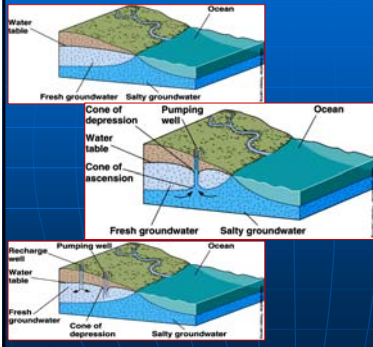 Ocean
Water
table
Fresh groundwater Salty groundwater
Cone of
depression
Pumping
well
Ocean
Water
table
Cone of
ascension
Fresh groundwater
Salty groundwater
Pumping well
Recharge
well
Ocean
Water
table
Fresh
groundwater
Cone of
depression
Salty groundwater